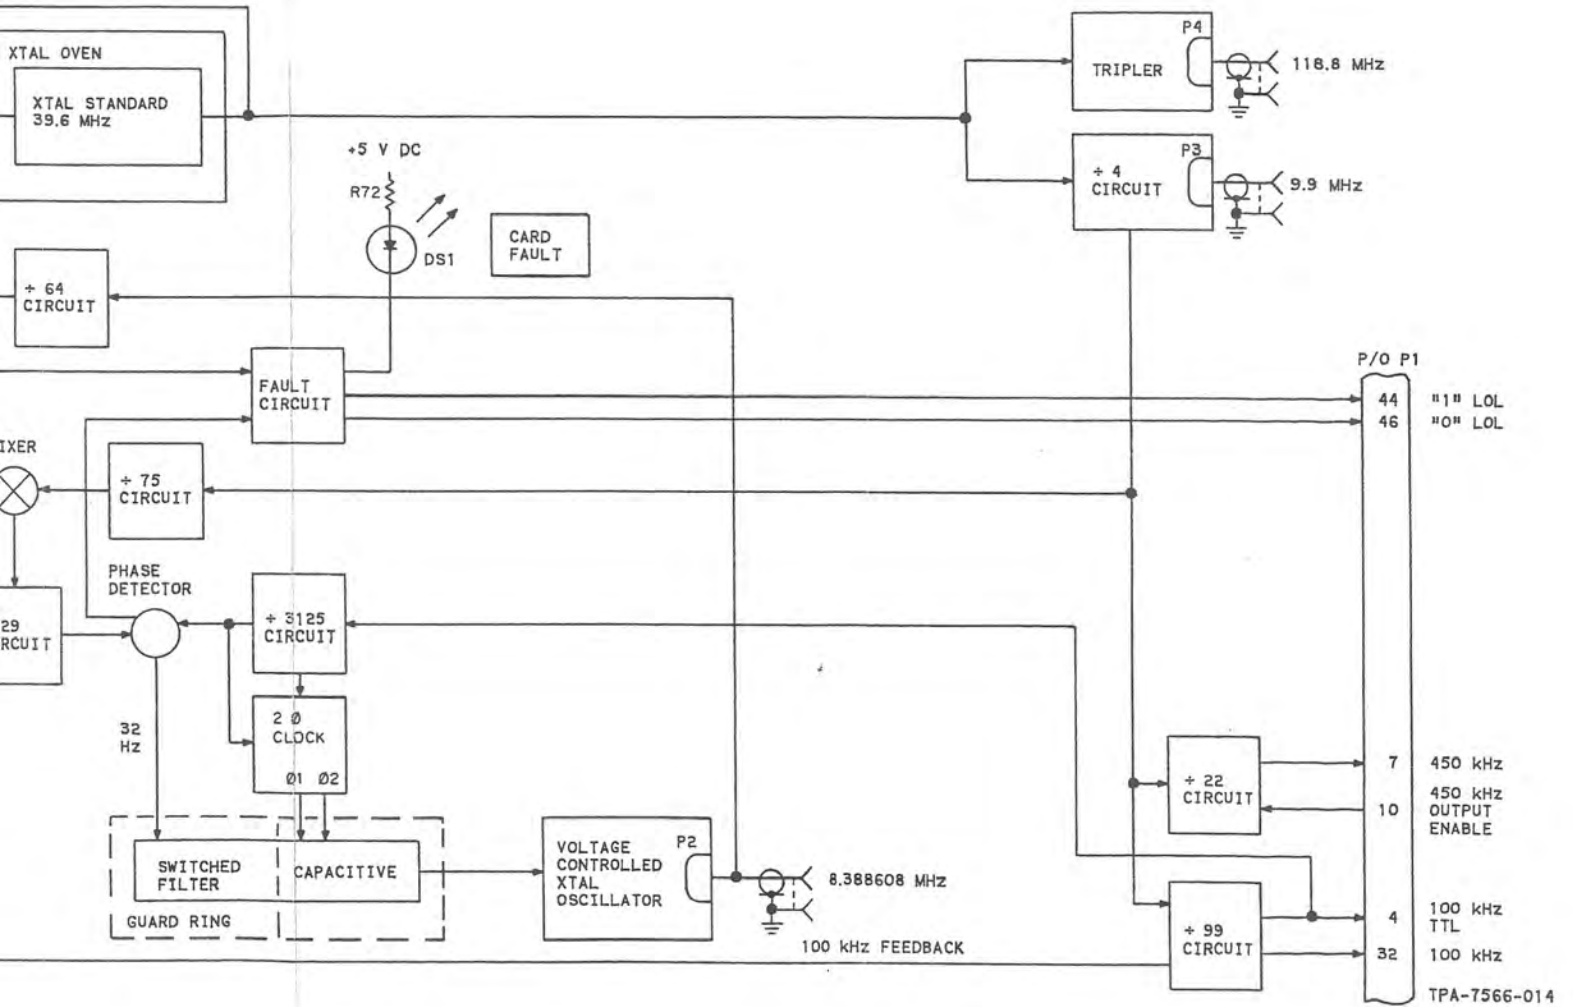 XTAL OVEN
XTAL STANDARD
39.6 MHz
P4
TRIPLER
118.8 MHz
+5 V DC
R72
DS1
CARD
FAULT
P3
÷ 4
CIRCUIT
9.9 MHz
÷ 64
CIRCUIT
FAULT
CIRCUIT
P/O P1
44 "1" LOL
46 "0" LOL
IXER
÷ 75
CIRCUIT
PHASE
DETECTOR
29
RCUIT
÷ 3125
CIRCUIT
32
Hz
2 Ø
CLOCK
Ø1 Ø2
÷ 22
CIRCUIT
7 450 kHz
10 450 kHz
OUTPUT
ENABLE
SWITCHED
FILTER
CAPACITIVE
GUARD RING
VOLTAGE
CONTROLLED
XTAL
OSCILLATOR
P2
8.388608 MHz
100 kHz FEEDBACK
÷ 99
CIRCUIT
4 100 kHz
TTL
32 100 kHz
TPA-7566-014